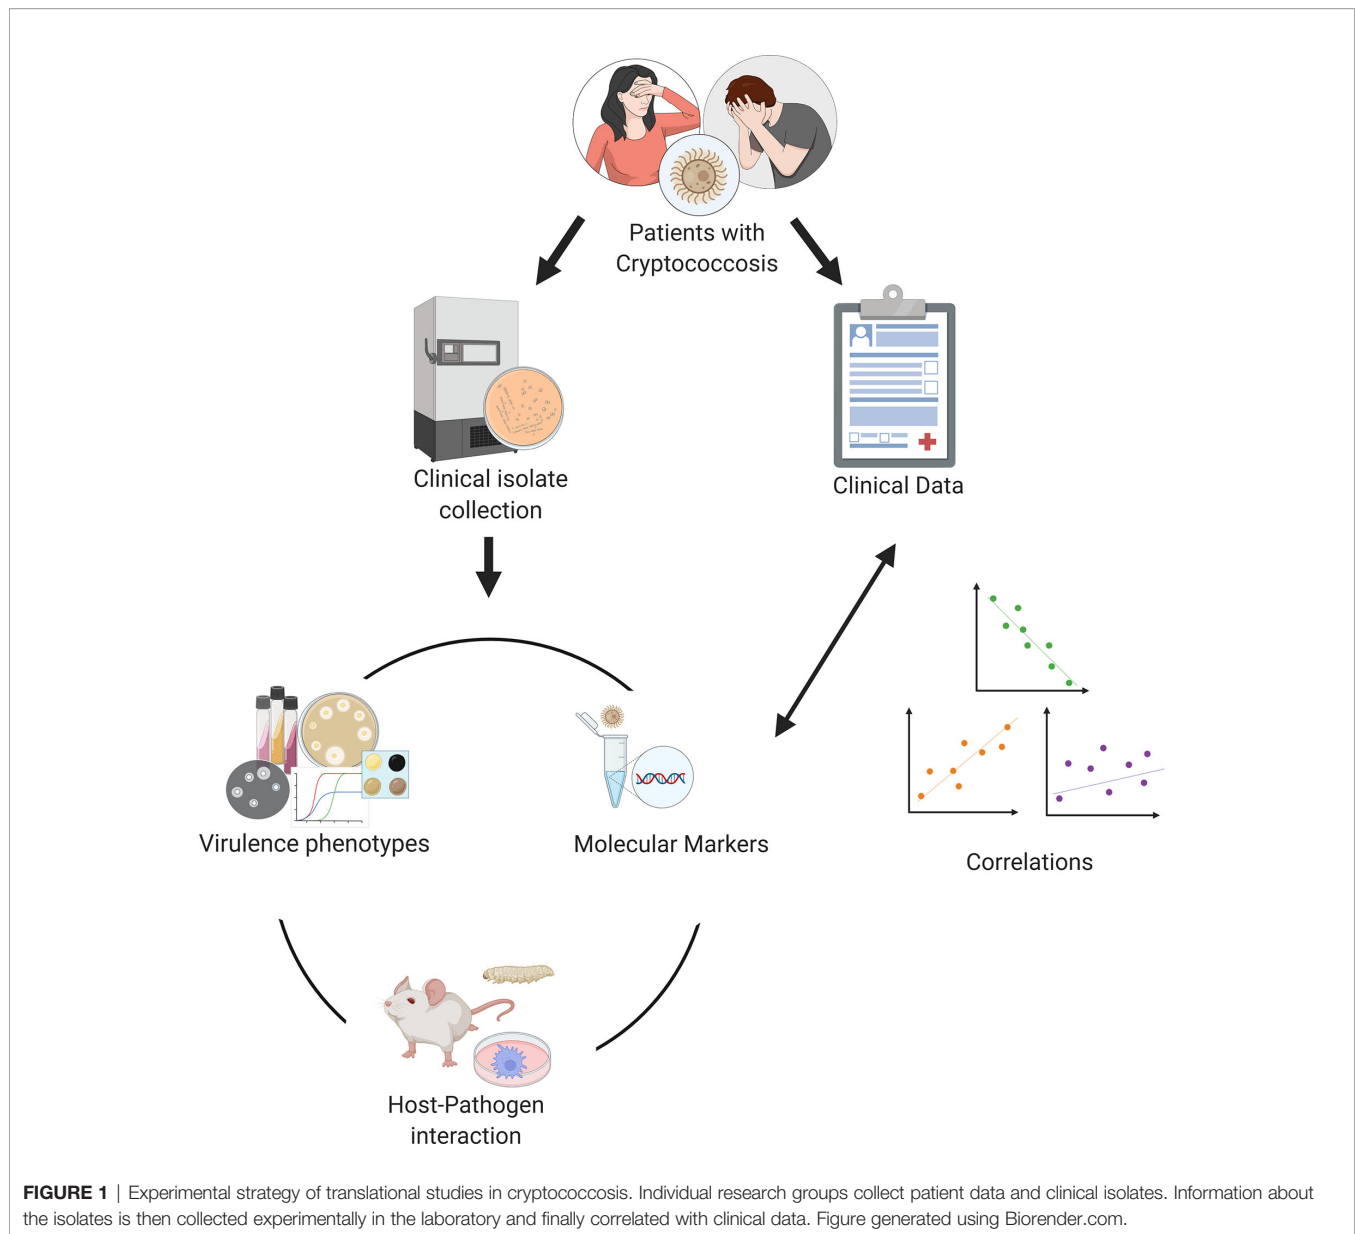 Patients with
Cryptococcosis
Clinical isolate
collection
Clinical Data
Virulence phenotypes
Molecular Markers
Correlations
Host-Pathogen
interaction
FIGURE 1 | Experimental strategy of translational studies in cryptococcosis. Individual research groups collect patient data and clinical isolates. Information about
the isolates is then collected experimentally in the laboratory and finally correlated with clinical data. Figure generated using Biorender.com.